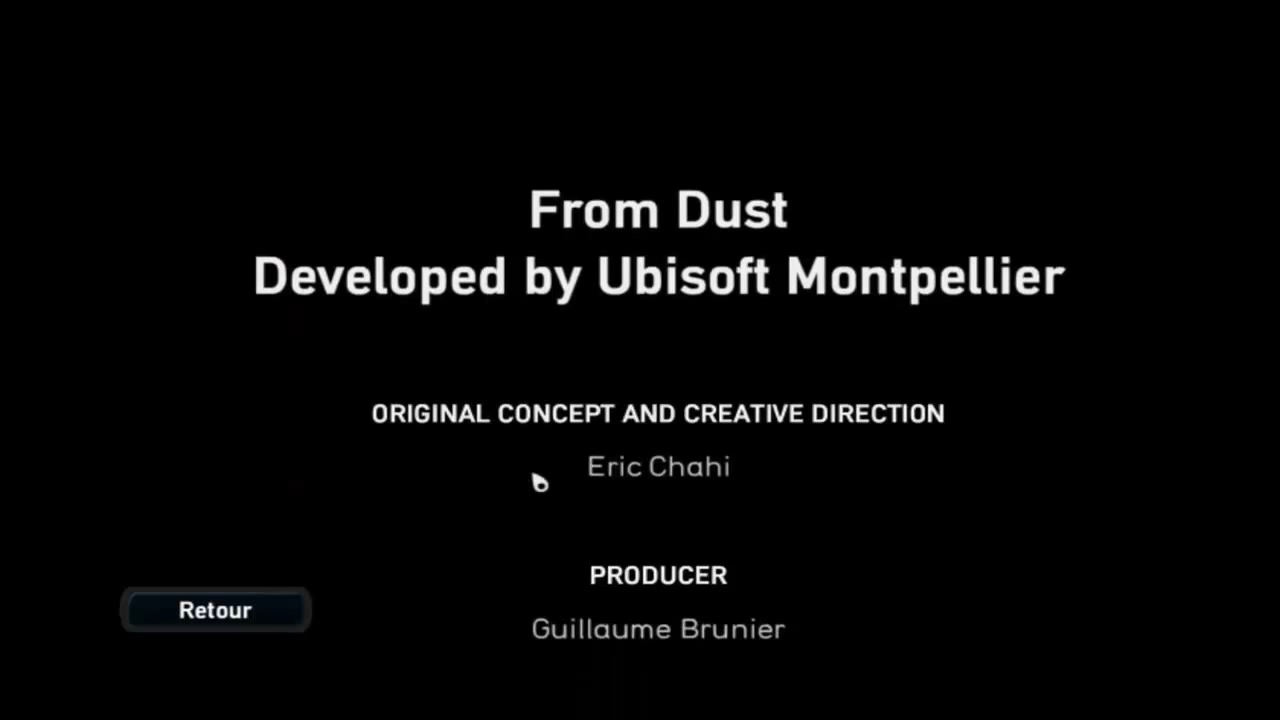 From Dust
Developed by Ubisoft Montpellier
ORIGINAL CONCEPT AND CREATIVE DIRECTION
Eric Chahi
PRODUCER
Retour
Guillaume Brunier